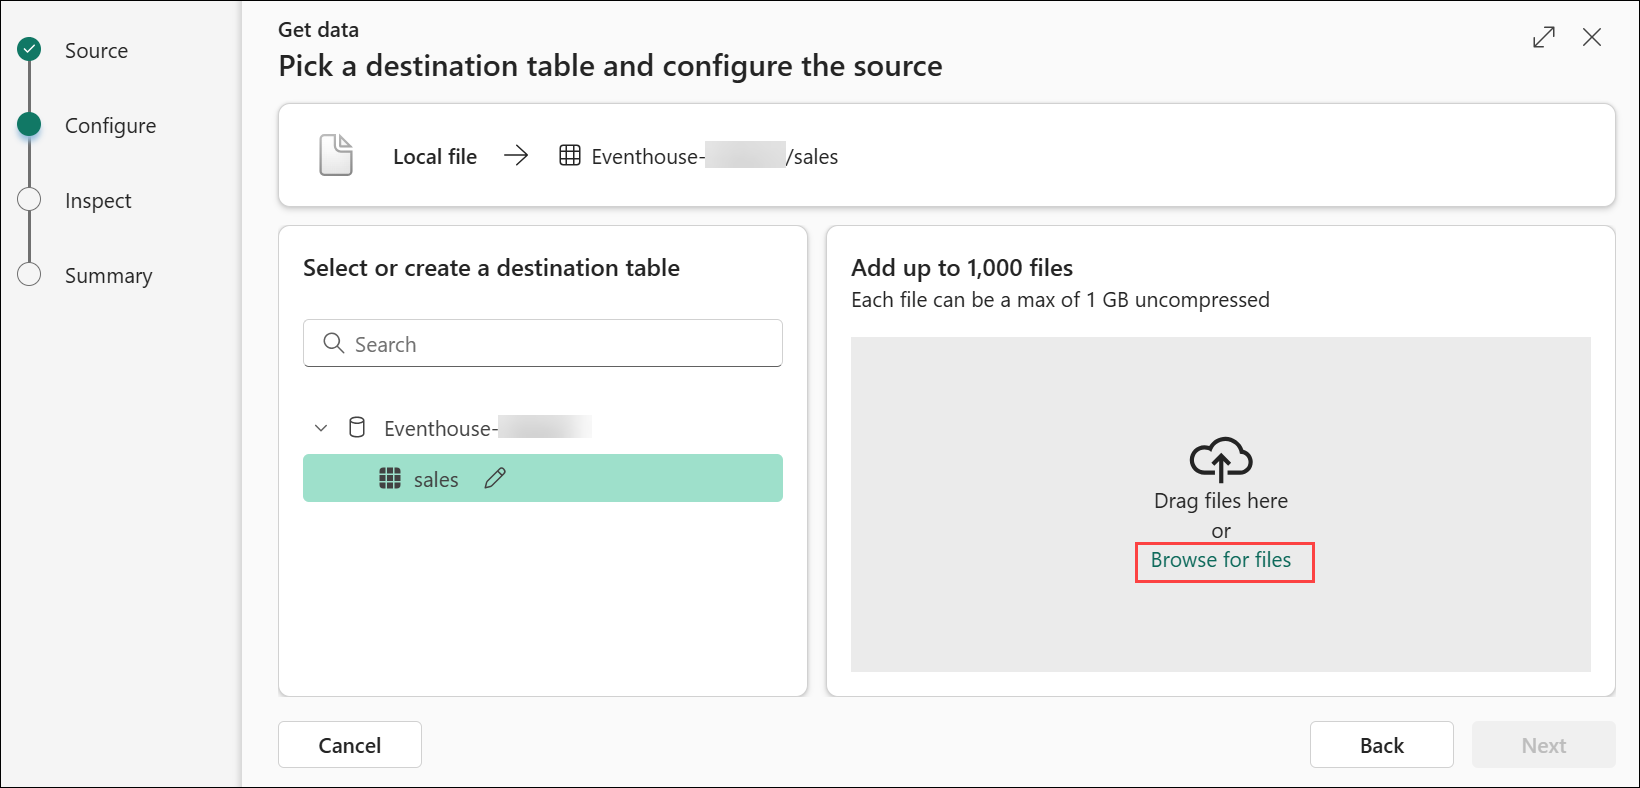 Source
Configure
Inspect
Summary
Get data
Pick a destination table and configure the source
Local file
Eventhouse-
/sales
Select or create a destination table
Search
Eventhouse-
sales
Add up to 1,000 files
Each file can be a max of 1 GB uncompressed
Drag files here
or
Browse for files
Cancel
Back
Next